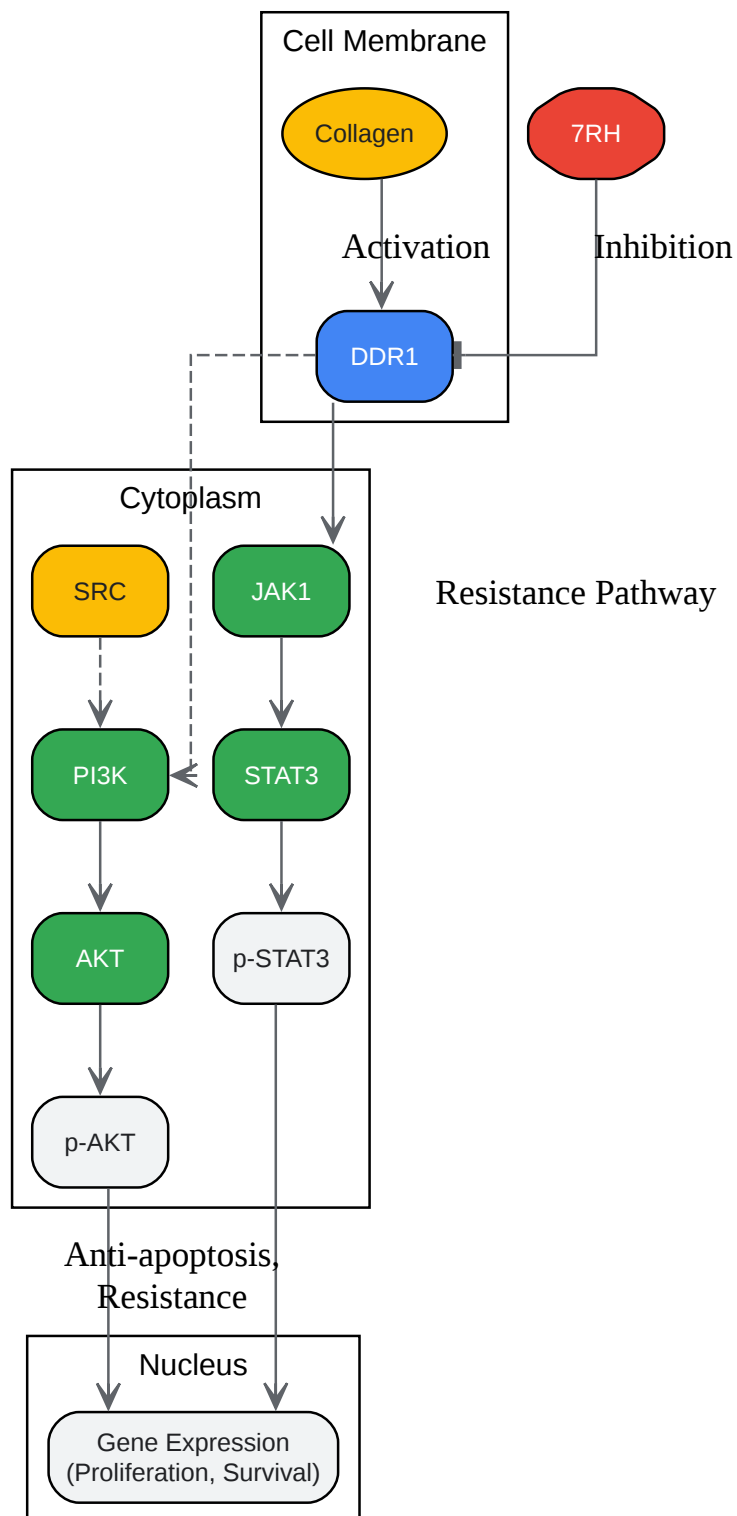 Cell Membrane
Collagen
7RH
Activation
Inhibition
DDR1
Cytoplasm
SRC
JAK1
Resistance Pathway
PI3K
STAT3
AKT
p-STAT3
p-AKT
Anti-apoptosis,
Resistance
Nucleus
Gene Expression
(Proliferation, Survival)